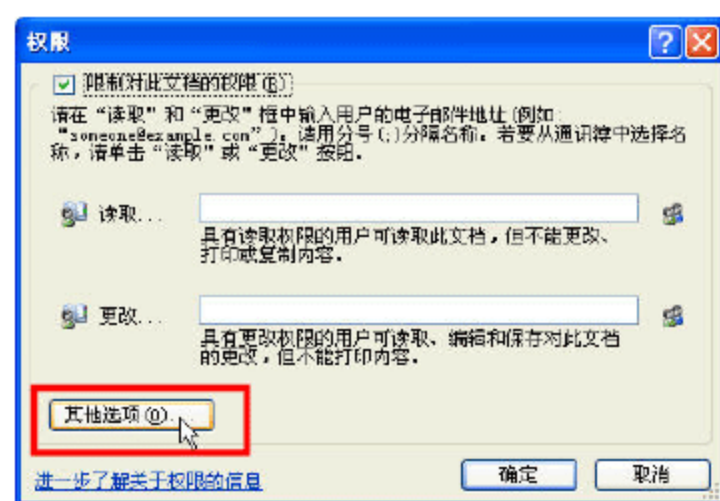 权限
限制对此文档的权限(R)
请在“读取”和“更改”框中输入用户的电子邮件地址(例如:
“someone@example.com”)。请用分号(;)分隔名称。若要从通讯簿中选择名
称，请单击“读取”或“更改”按钮。
读取...
具有读取权限的用户可读取此文档，但不能更改、
打印或复制内容。
更改...
具有更改权限的用户可读取、编辑和保存对此文档
的更改，但不能打印内容。
其他选项(O)...
进一步了解关于权限的信息
确定
取消